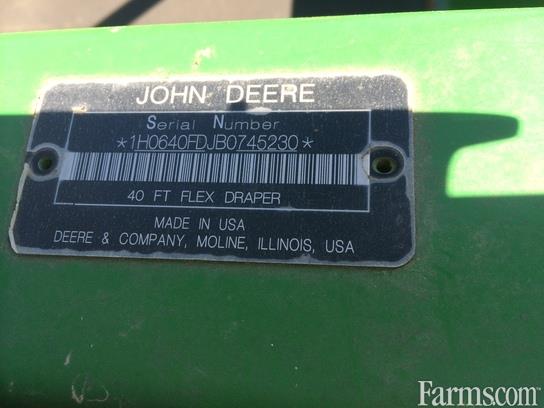 JOHN DEERE
Serial Number
*1H0640FDJB0745230*
40 FT FLEX DRAPER
MADE IN USA
DEERE & COMPANY, MOLINE, ILLINOIS, USA
Farms.com